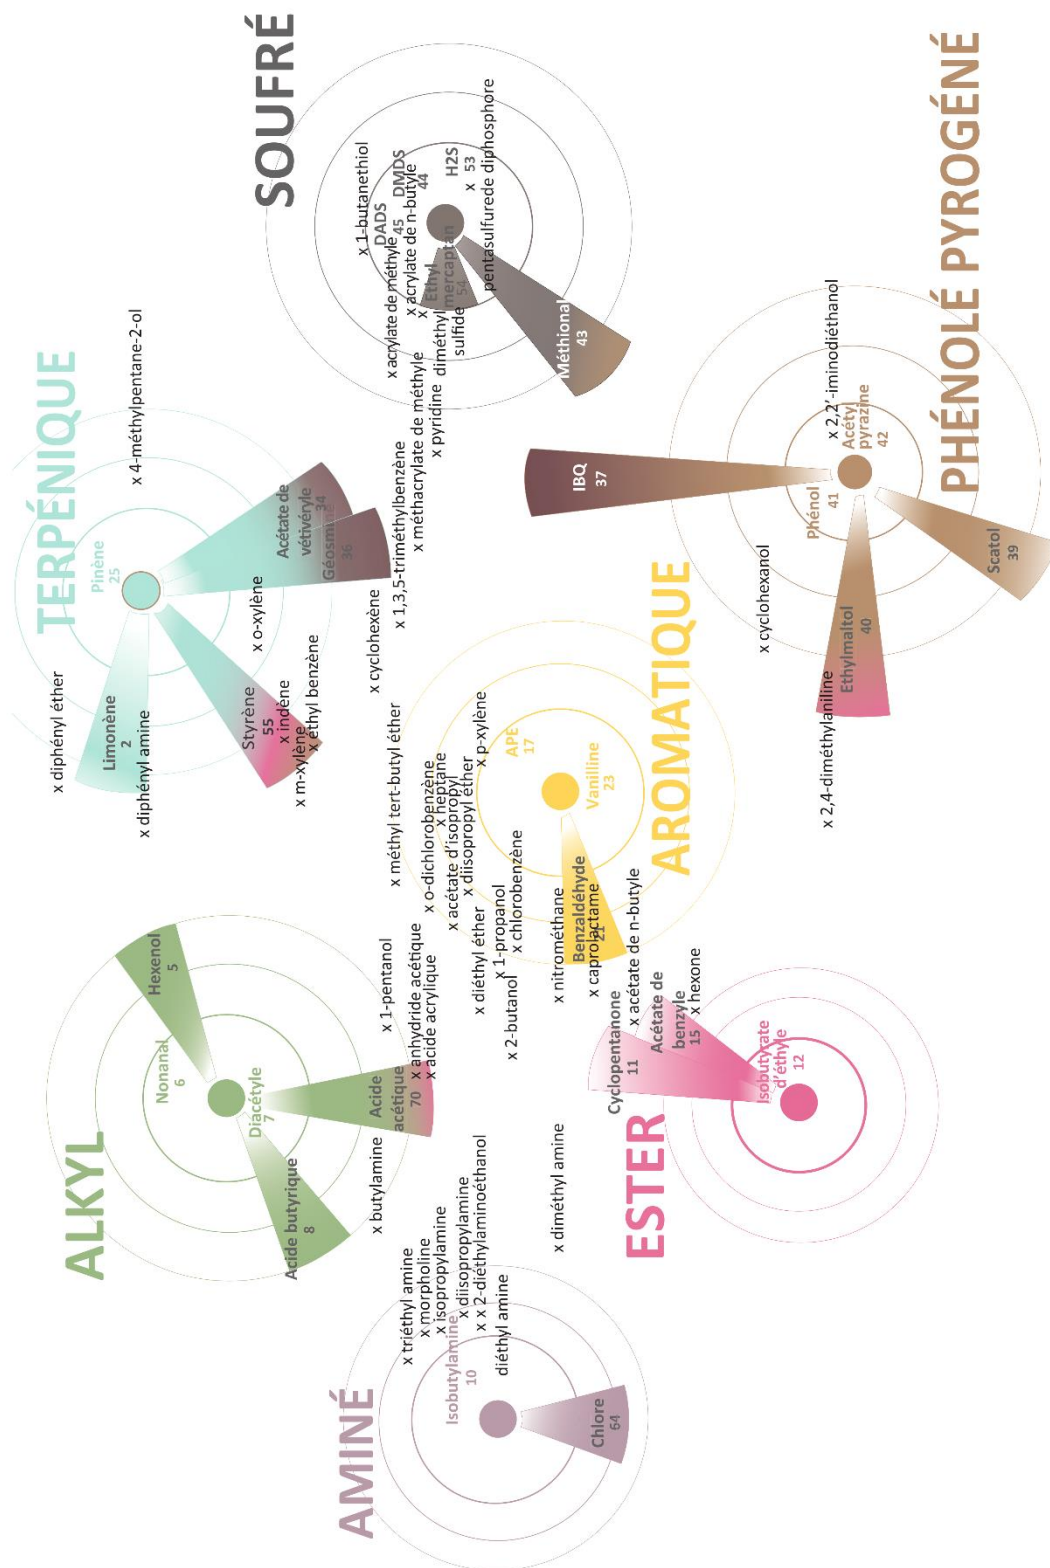 AMINÉ
Isobutylamine
10
Chlore
64
x triéthyl amine
x morpholine
x isopropylamine
x diisopropylamine
x x 2-diéthylaminoéthanol
diéthyl amine
x diméthyl amine
x butylamine
ALKYL
Nonanal
6
Diacétyle
7
Hexenol
5
Acide butyrique
8
Acide
acétique
70
x 1-pentanol
x anhydride acétique
x acide acrylique
ESTER
Isobutyrate
d'éthyle
12
Cyclopentanone
11
Acétate de
benzyle
15
x hexone
x acétate de n-butyle
x 2-butanol
x diéthyl éther
x 1-propanol
x chlorobenzène
x nitrométhane
x caprolactame
AROMATIQUE
APE
17
Vanilline
23
Benzaldéhyde
21
x méthyl tert-butyl éther
x o-dichlorobenzène
x heptane
x acétate d'isopropyl
x diisopropyl éther
x p-xylène
TERPÉNIQUE
Pinène
25
Limonène
2
x diphényl éther
x diphényl amine
Styrène
55
x indène
x éthyl benzène
x m-xylène
x o-xylène
Acétate de
vétivéryle
34
Géosmine
36
x 4-méthylpentane-2-ol
x cyclohexène
x 1,3,5-triméthylbenzène
x méthacrylate de méthyle
x pyridine
SOUFRÉ
x 1-butanethiol
DADS
45
DMDS
44
H2S
x 53
x acrylate de méthyle
x acrylate de n-butyle
x
diméthyl
sulfide
Ethyl
mercaptan
54
pentasulfurede diphosphore
Méthional
43
PHÉNOLÉ PYROGÉNÉ
IBQ
37
Phénol
41
Acétyl
pyrazine
42
x 2,2'-iminodiéthanol
Scatol
39
Ethylmaltol
40
x cyclohexanol
x 2,4-diméthylaniline